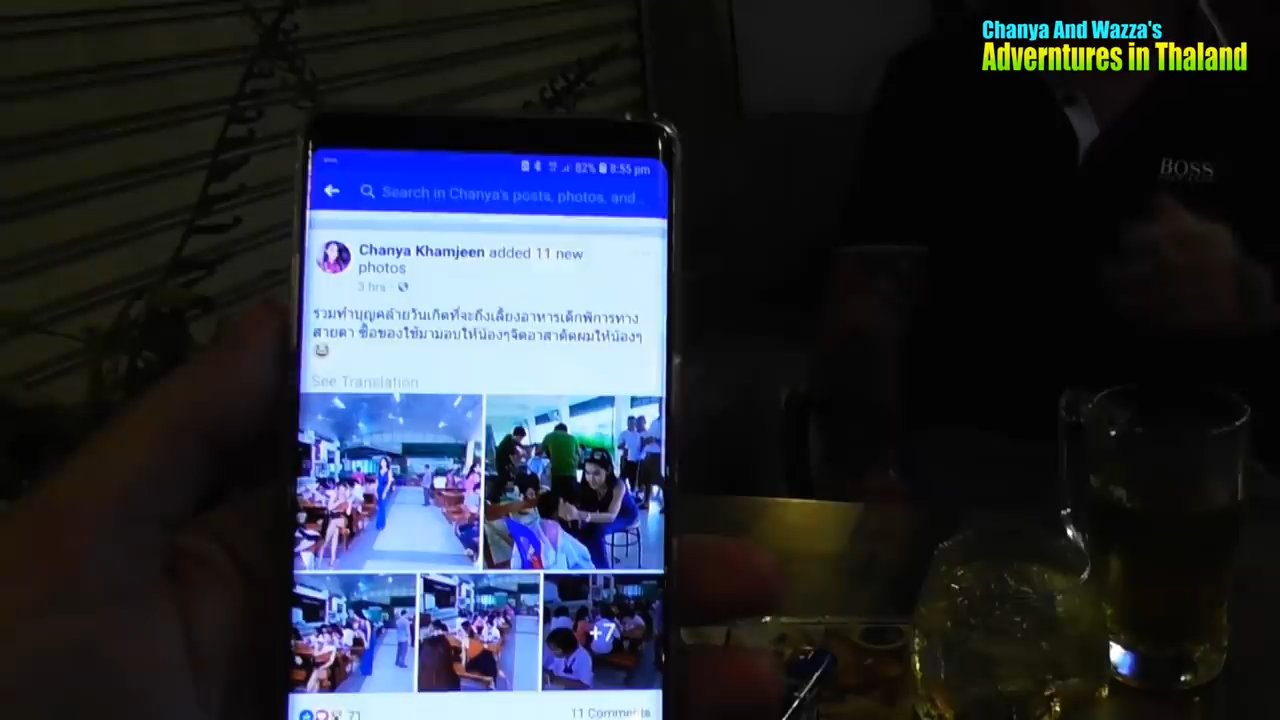 Chanya And Wazza's
Adverntures in Thaland
BOSS
82% 8:55 pm
Search in Chanya's posts, photos, and...
Chanya Khamjeen added 11 new
photos
3 hrs
รวมทำบุญคล้ายวันเกิดที่จะถึงเลี้ยงอาหารเด็กพิการทาง
สายตา ซื้อของใช้มามอบให้น้องๆจิตอาสาตัดผมให้น้องๆ
See Translation
+7
71
11 Comments